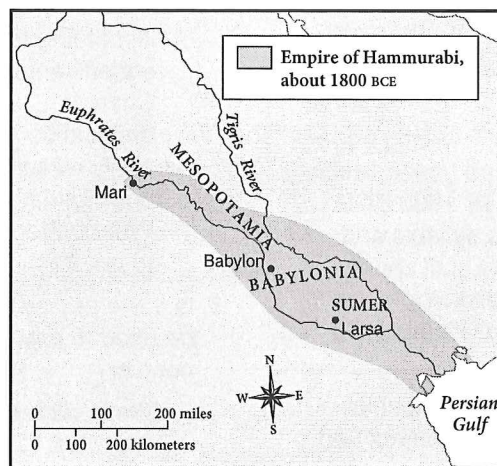 Empire of Hammurabi,
about 1800 BCE
Euphrates River
Tigris River
MESOPOTAMIA
Mari
Babylon
BABYLONIA
SUMER
Larsa
N
W E
S
0 100 200 miles
0 100 200 kilometers
Persian
Gulf